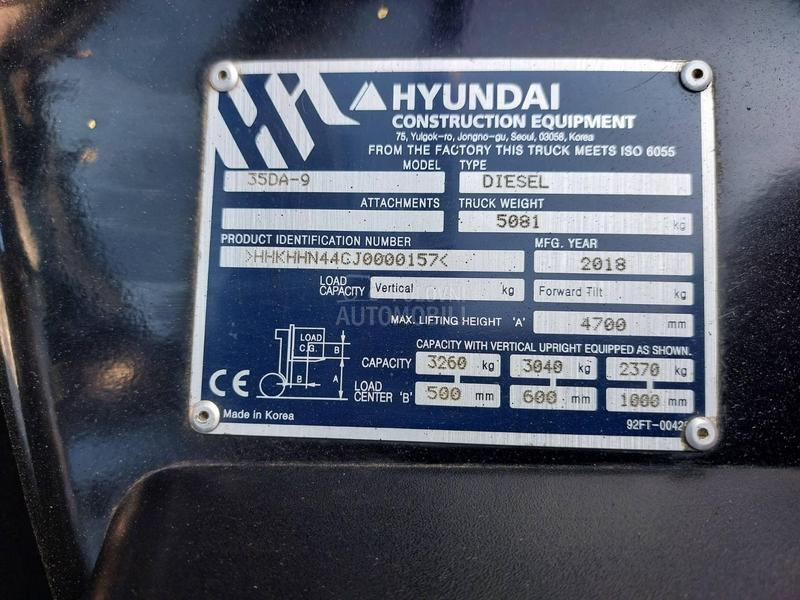 HYUNDAI
CONSTRUCTION EQUIPMENT
75, Yulgok-ro, Jongno-gu, Seoul, 03058, Korea
FROM THE FACTORY THIS TRUCK MEETS ISO 6055
MODEL TYPE
35DA-9 DIESEL
ATTACHMENTS TRUCK WEIGHT
5081 kg
PRODUCT IDENTIFICATION NUMBER MFG. YEAR
>HHKHHN44CJ0000157< 2018
LOAD CAPACITY Vertical kg Forward Tilt kg
AUTOMOBILI
MAX. LIFTING HEIGHT 'A' 4700 mm
CAPACITY WITH VERTICAL UPRIGHT EQUIPPED AS SHOWN.
LOAD
C.G. B
B A
CAPACITY 3260 kg 3040 kg 2370 kg
LOAD CENTER 'B' 500 mm 600 mm 1000 mm
CE
Made in Korea